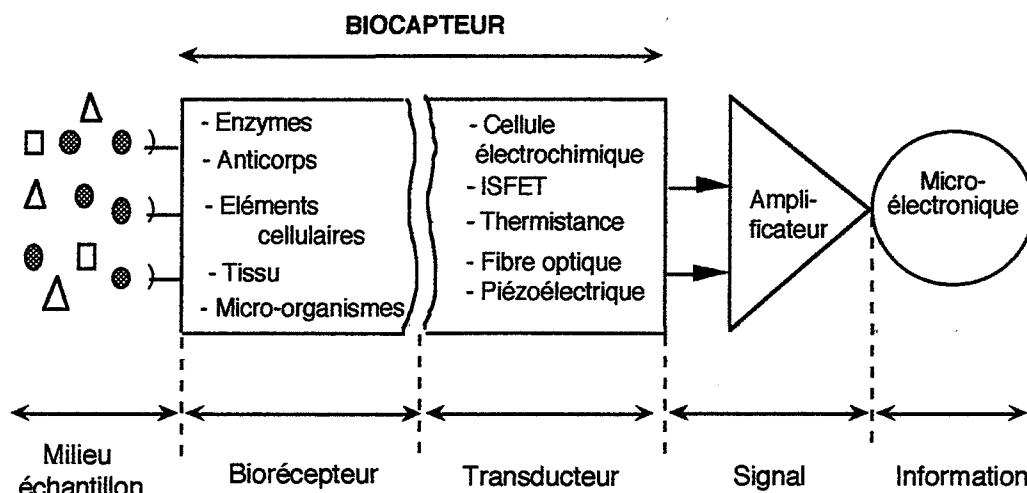 BIOCAPTEUR
- Enzymes
- Anticorps
- Eléments
cellulaires
- Tissu
- Micro-organismes
- Cellule
électrochimique
- ISFET
- Thermistance
- Fibre optique
- Piézoélectrique
Ampli-
ficateur
Micro-
électronique
Milieu
échantillon
Biorécepteur
Transducteur
Signal
Information